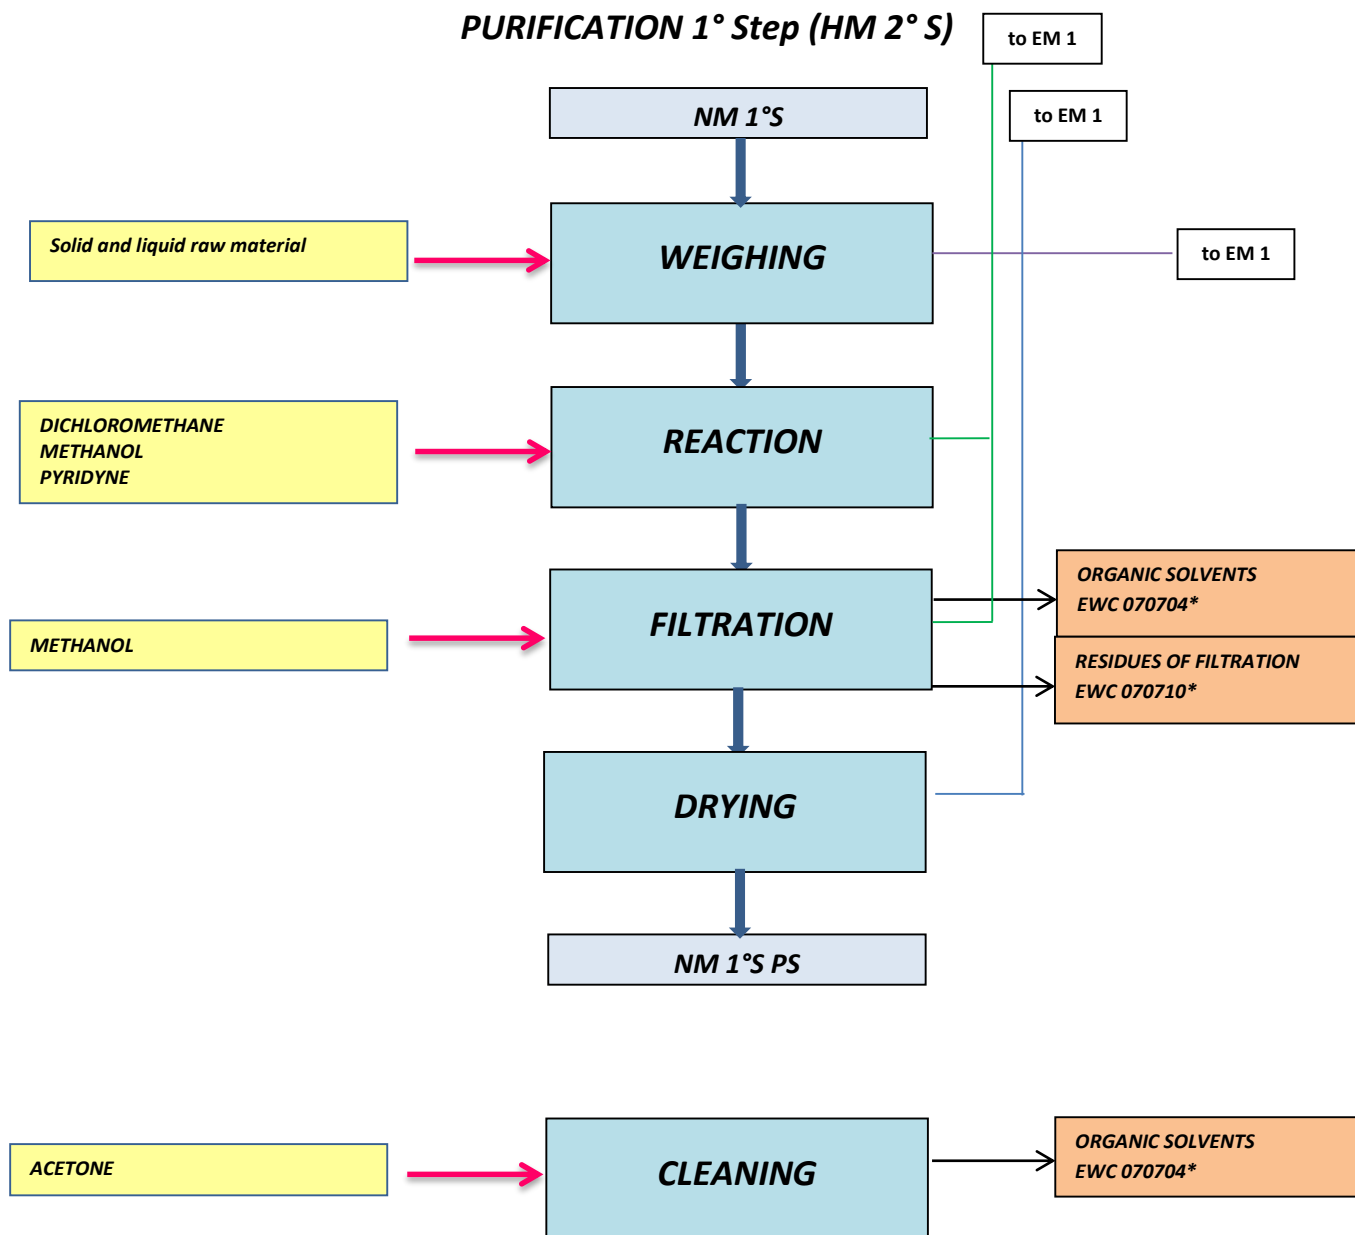 PURIFICATION 1° Step (HM 2° S)
to EM 1
NM 1°S
to EM 1
Solid and liquid raw material
WEIGHING
to EM 1
DICHLOROMETHANE
METHANOL
PYRIDYNE
REACTION
ORGANIC SOLVENTS
EWC 070704*
METHANOL
FILTRATION
RESIDUES OF FILTRATION
EWC 070710*
DRYING
NM 1°S PS
ACETONE
CLEANING
ORGANIC SOLVENTS
EWC 070704*